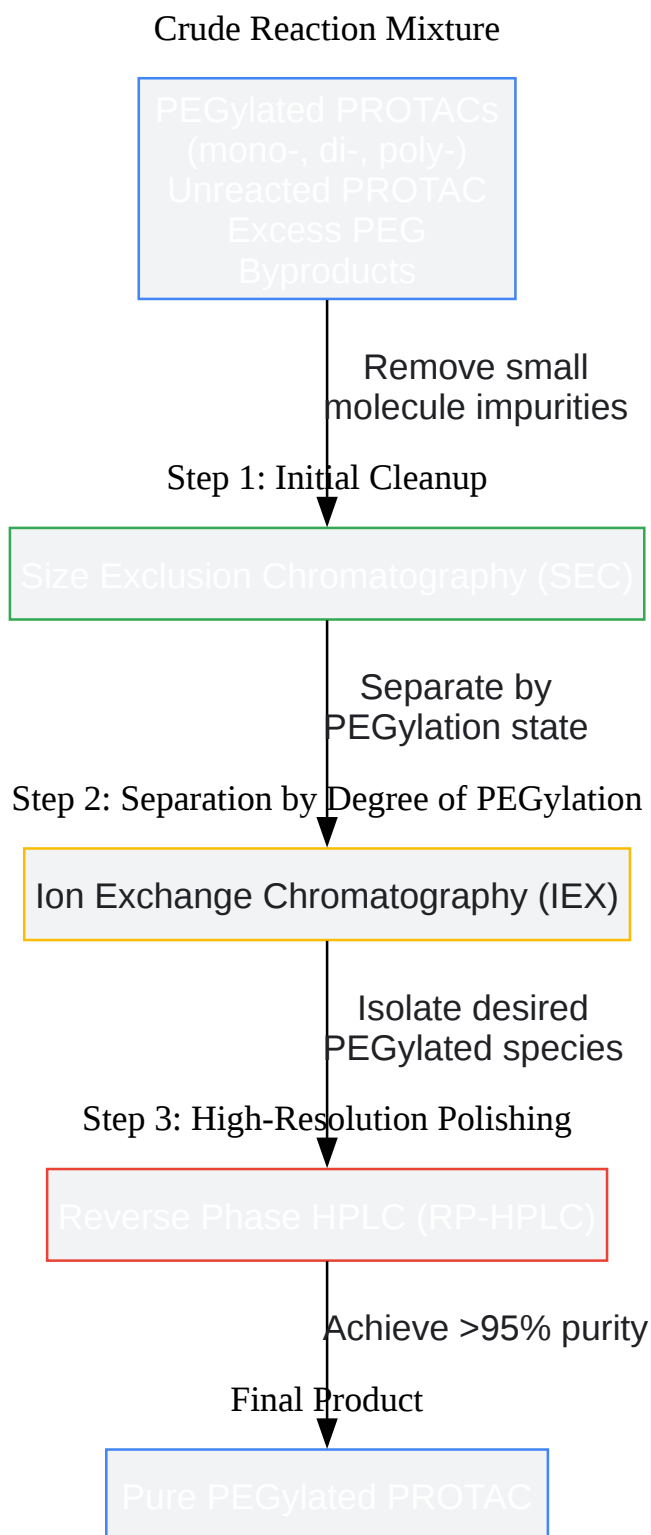 Crude Reaction Mixture
PEGylated PROTACs
(mono-, di-, poly-)
Unreacted PROTAC
Excess PEG
Byproducts
Remove small
molecule impurities
Step 1: Initial Cleanup
Size Exclusion Chromatography (SEC)
Separate by
PEGylation state
Step 2: Separation by Degree of PEGylation
Ion Exchange Chromatography (IEX)
Isolate desired
PEGylated species
Step 3: High-Resolution Polishing
Reverse Phase HPLC (RP-HPLC)
Achieve >95% purity
Final Product
Pure PEGylated PROTAC